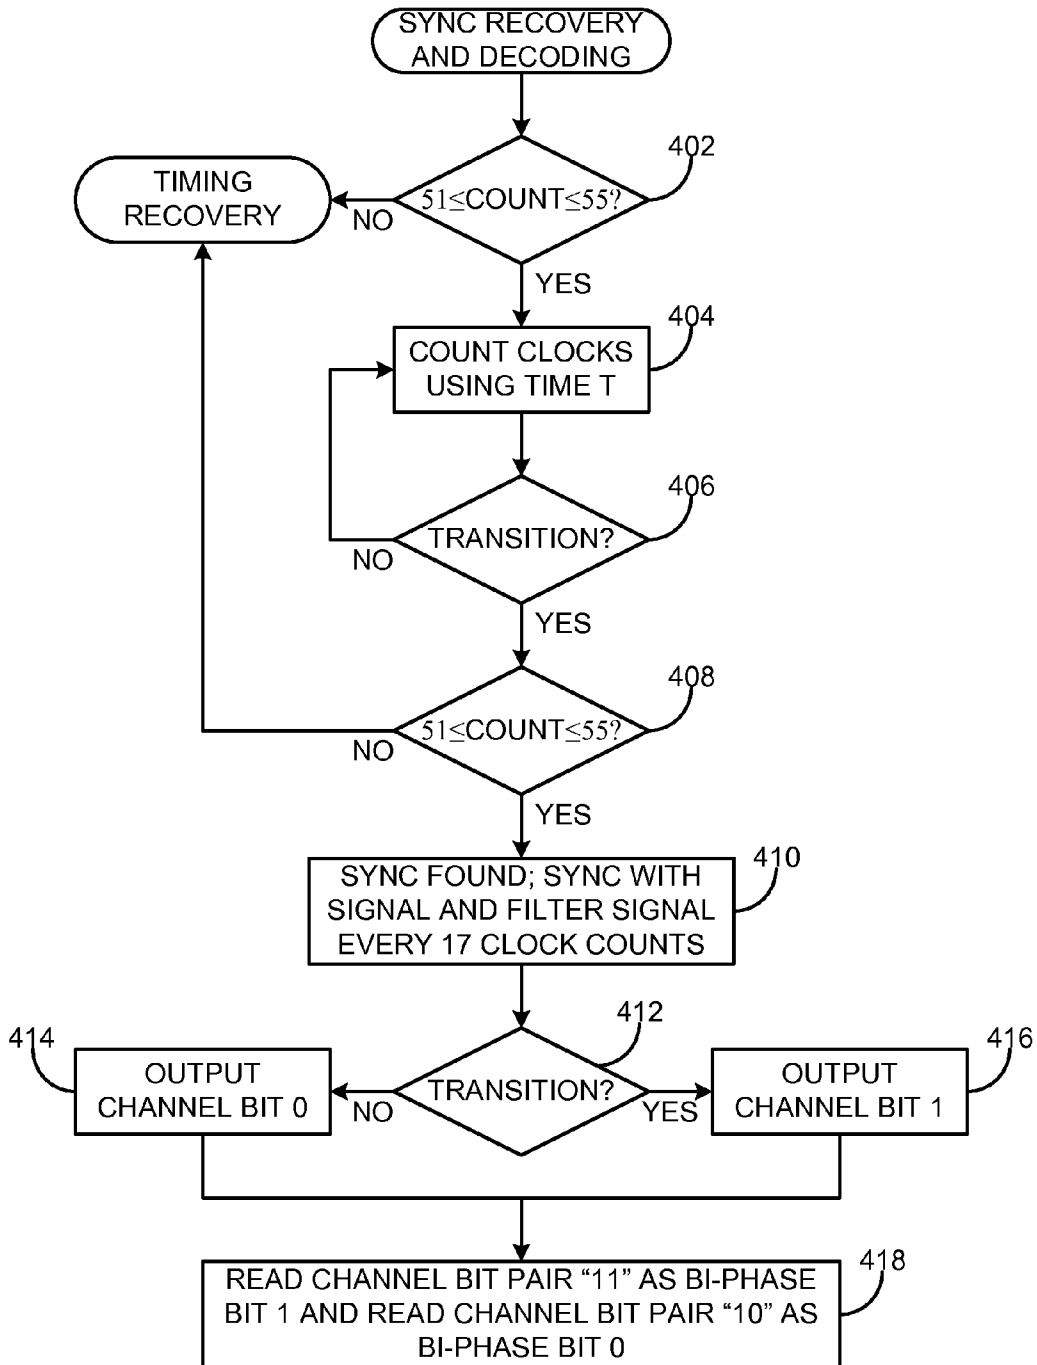 SYNC RECOVERY
AND DECODING
402
51≤COUNT≤55?
TIMING
RECOVERY
NO
YES
404
COUNT CLOCKS
USING TIME T
406
TRANSITION?
NO
YES
408
51≤COUNT≤55?
NO
YES
410
SYNC FOUND; SYNC WITH
SIGNAL AND FILTER SIGNAL
EVERY 17 CLOCK COUNTS
412
TRANSITION?
NO
YES
414
OUTPUT
CHANNEL BIT 0
416
OUTPUT
CHANNEL BIT 1
418
READ CHANNEL BIT PAIR “11” AS BI-PHASE
BIT 1 AND READ CHANNEL BIT PAIR “10” AS
BI-PHASE BIT 0